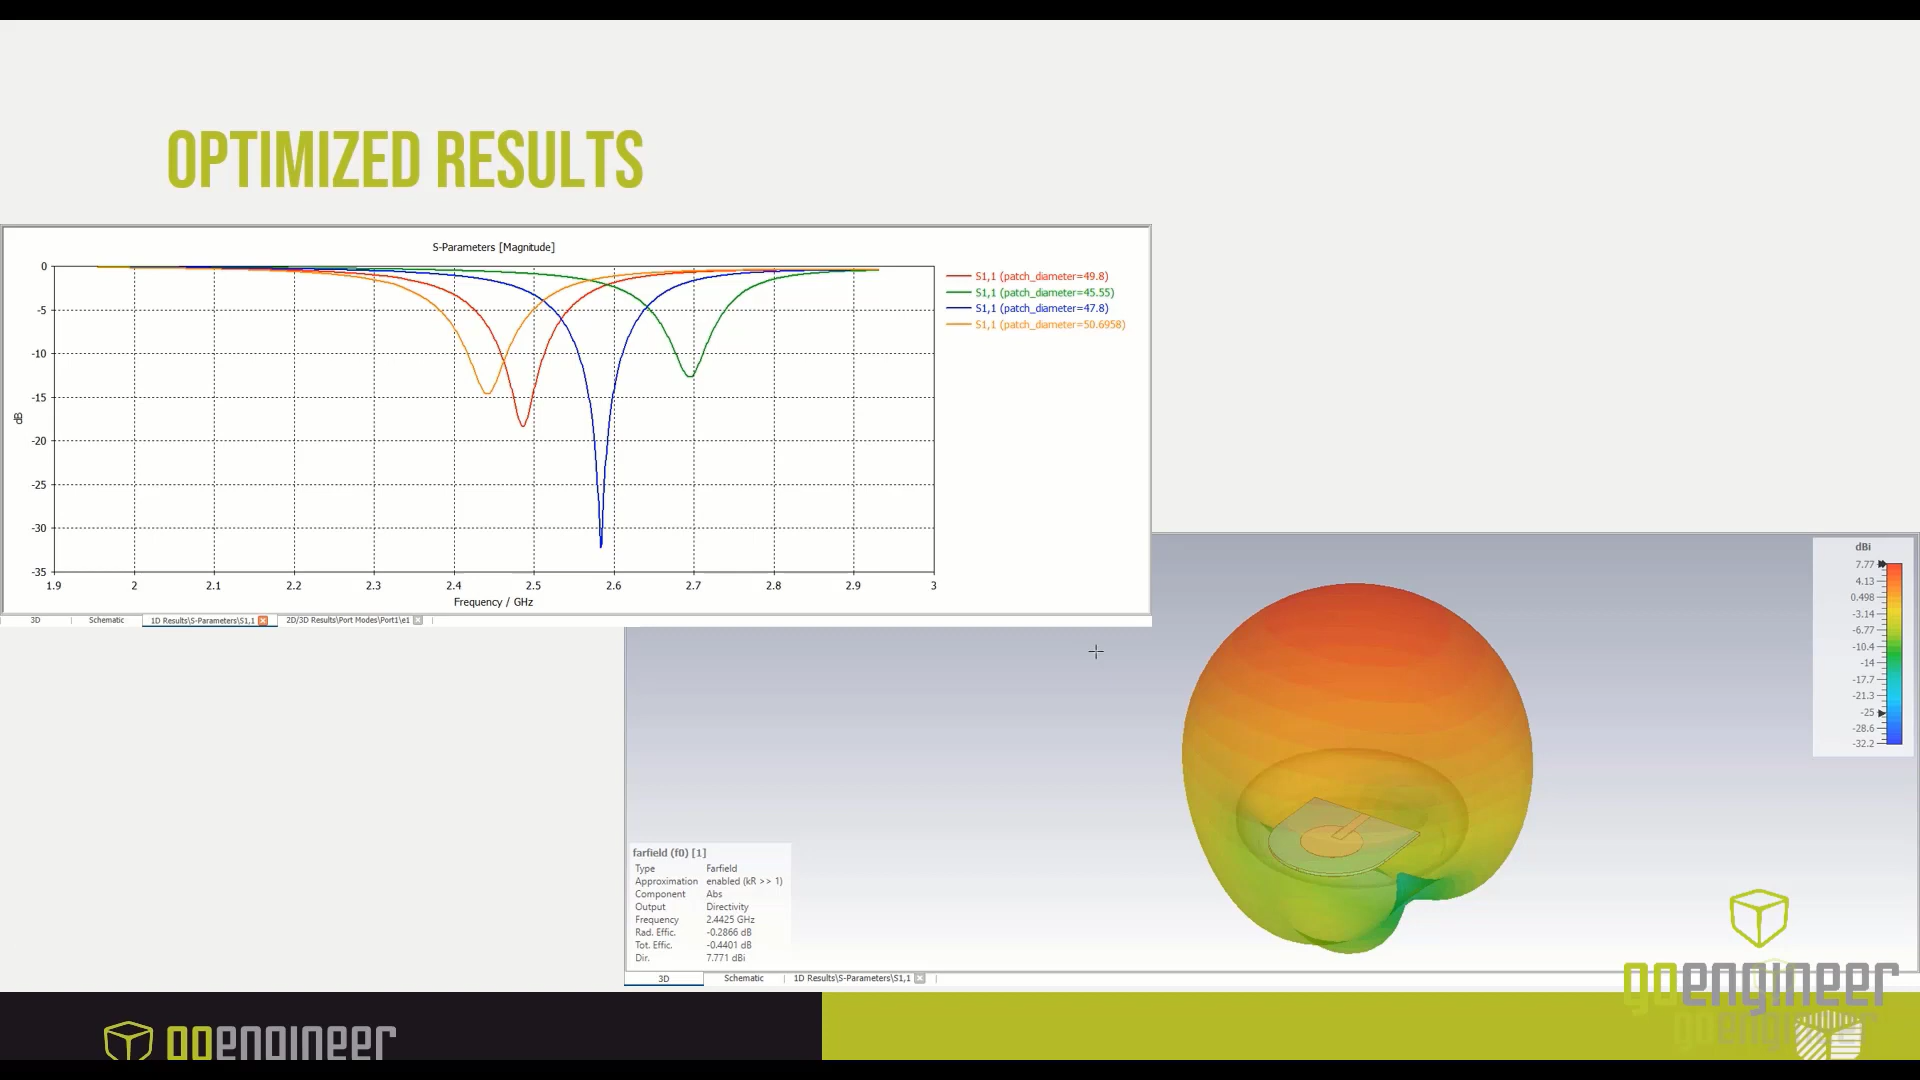 OPTIMIZED RESULTS
S-Parameters [Magnitude]
0
-5
-10
-15
-20
-25
-30
-35
dB
1.9 2 2.1 2.2 2.3 2.4 2.5 2.6 2.7 2.8 2.9 3
Frequency / GHz
S1,1 (patch_diameter=49.8)
S1,1 (patch_diameter=45.55)
S1,1 (patch_diameter=47.8)
S1,1 (patch_diameter=50.6958)
3D Schematic 1D Results\S-Parameters\S1,1 2D/3D Results\Port Modes\Port1\e1
dBi
7.77
4.13
0.498
-3.14
-6.77
-10.4
-14
-17.7
-21.3
-25
-28.6
-32.2
farfield (f0) [1]
Type Farfield
Approximation enabled (kR >> 1)
Component Abs
Output Directivity
Frequency 2.4425 GHz
Rad. Effic. -0.2866 dB
Tot. Effic. -0.4401 dB
Dir. 7.771 dBi
3D Schematic 1D Results\S-Parameters\S1,1
goengineer
goengineer
goengineer